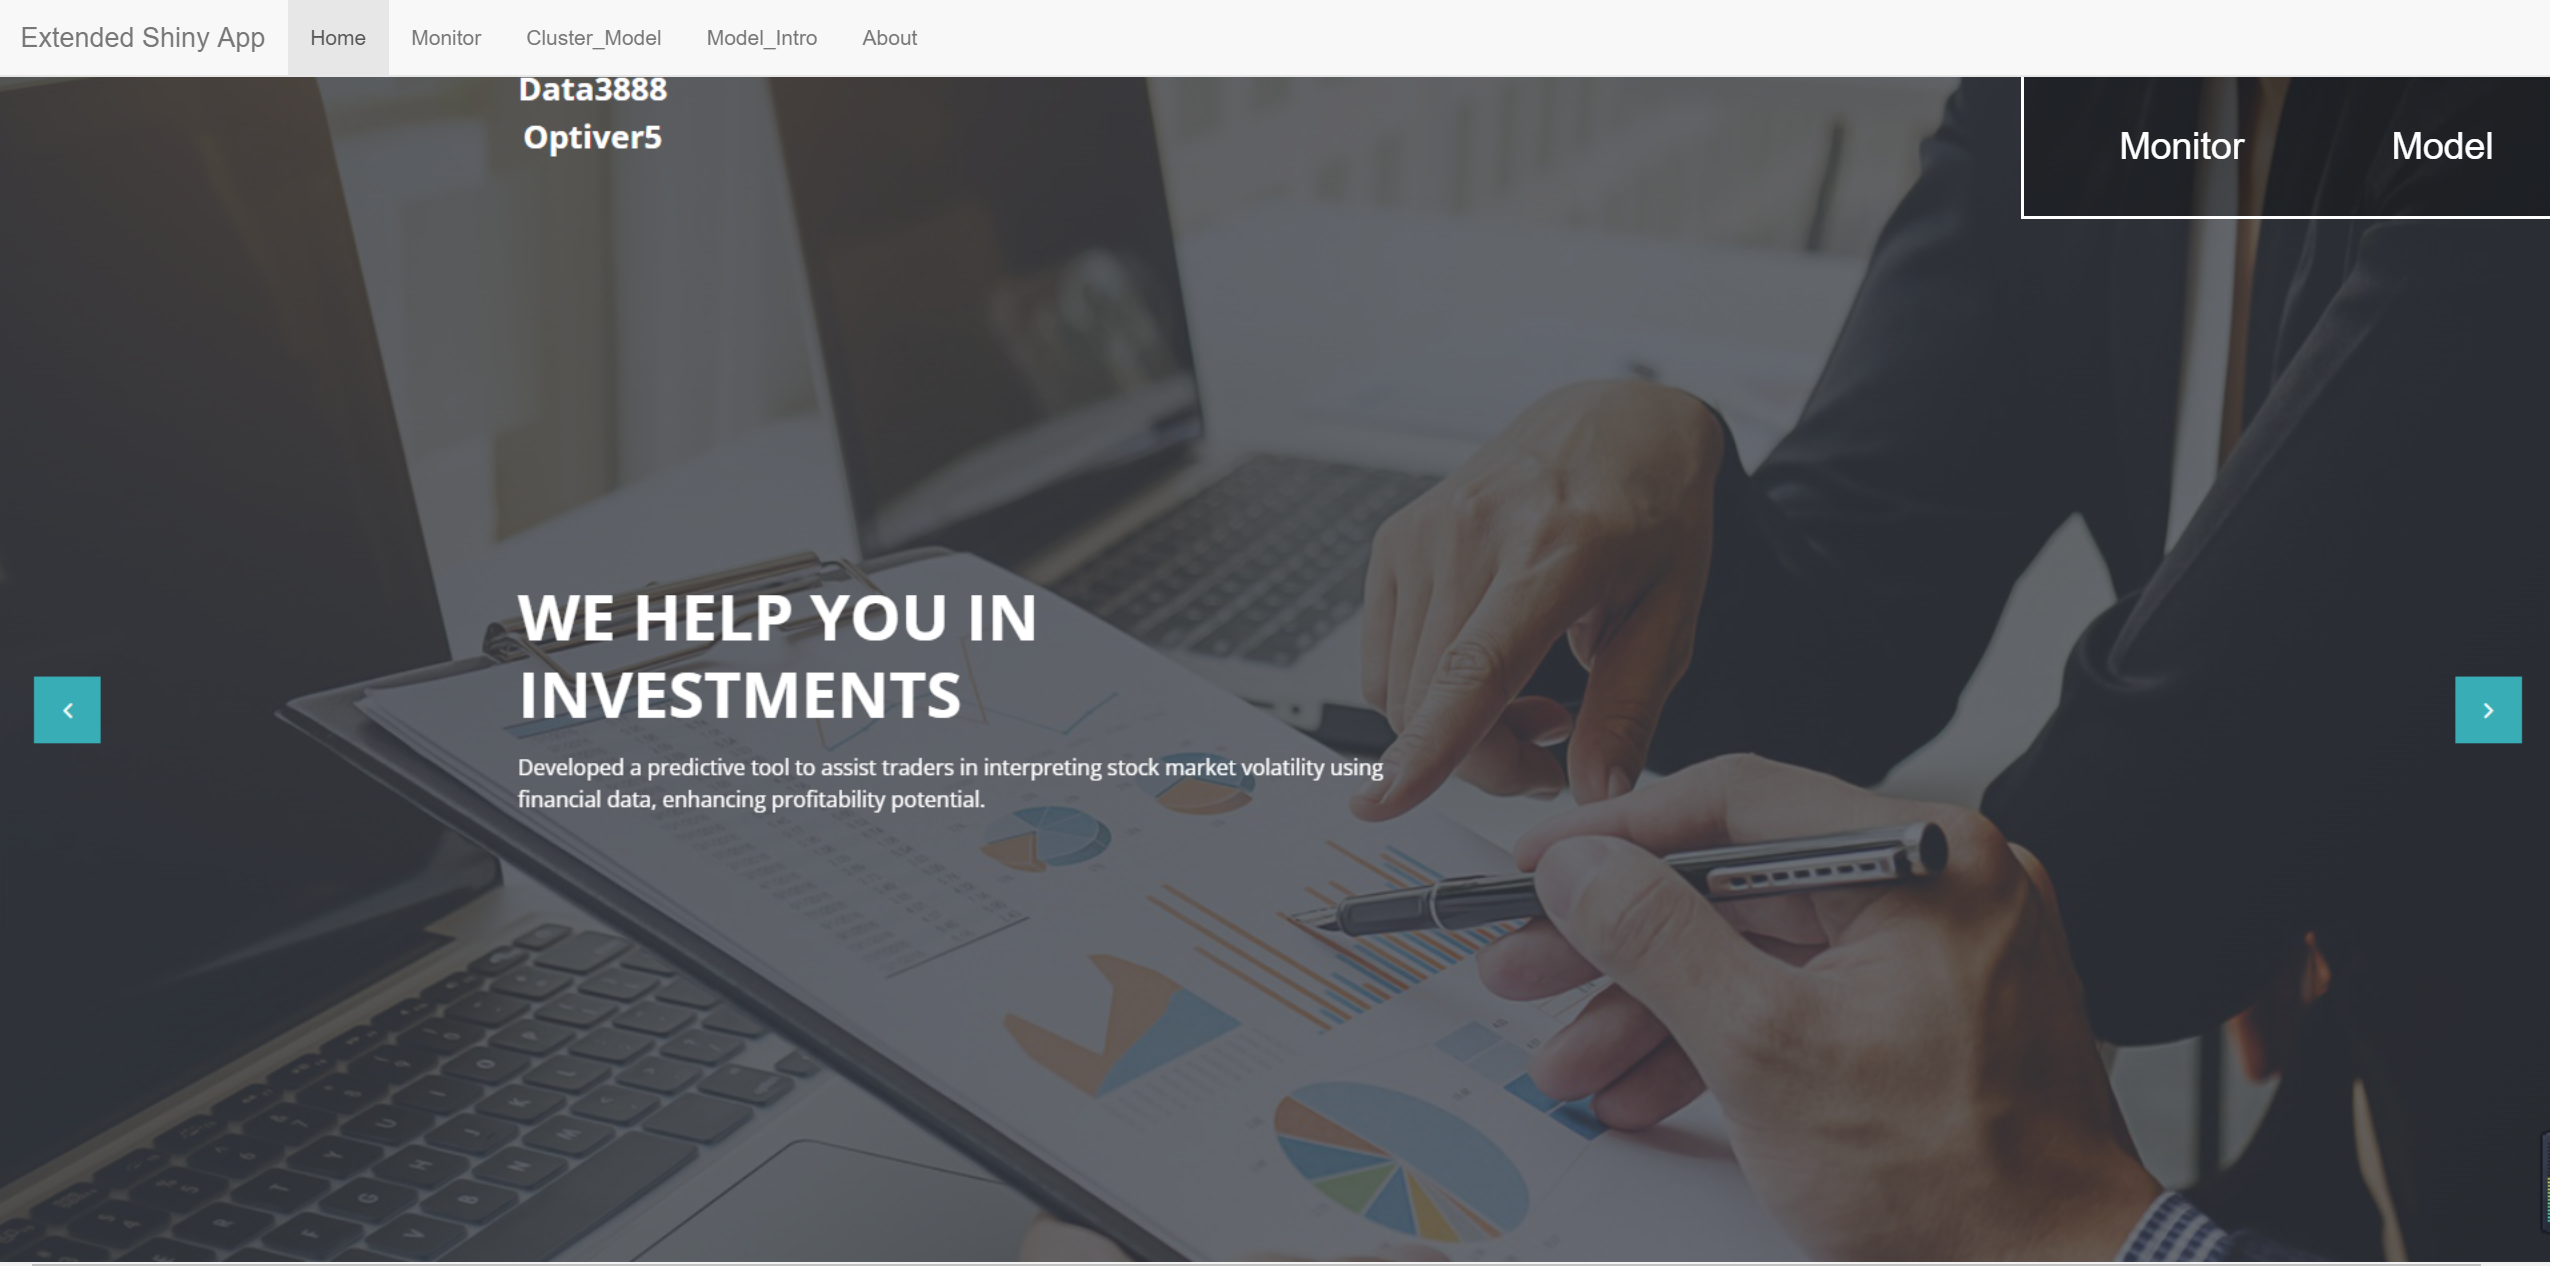 Extended Shiny App
Home
Monitor
Cluster_Model
Model_Intro
About
Data3888
Optiver5
Monitor
Model
WE HELP YOU IN
INVESTMENTS
Developed a predictive tool to assist traders in interpreting stock market volatility using
financial data, enhancing profitability potential.